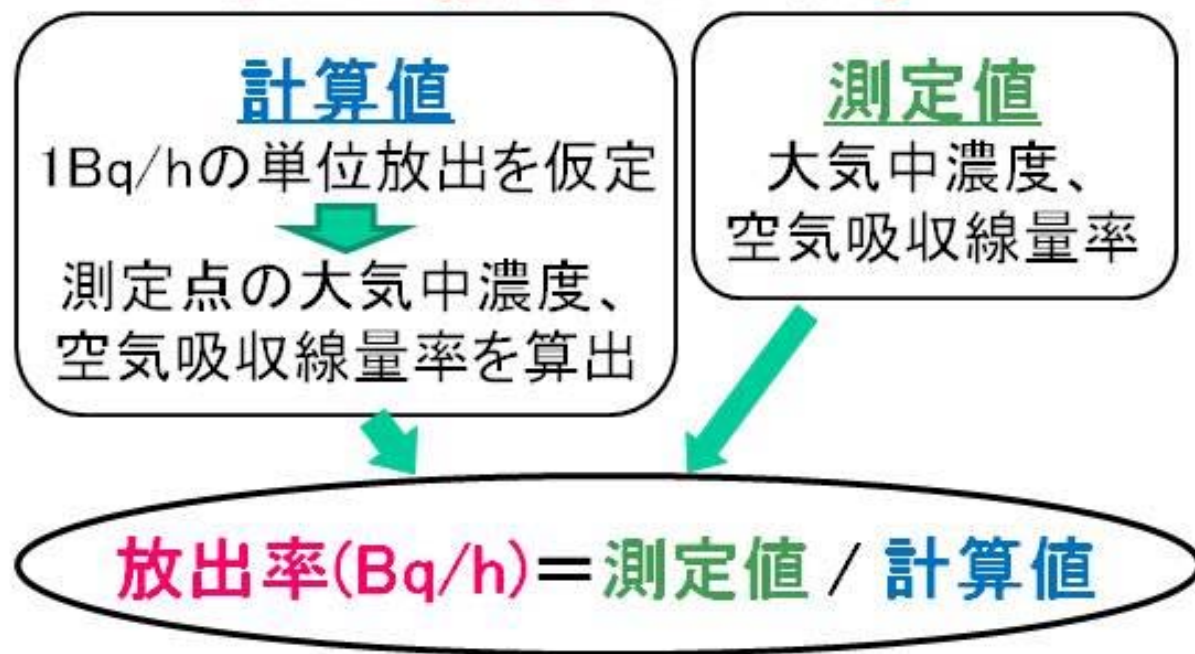 計算値
1Bq/hの単位放出を仮定
測定点の大気中濃度、
空気吸収線量率を算出
測定値
大気中濃度、
空気吸収線量率
放出率(Bq/h)=測定値 / 計算値